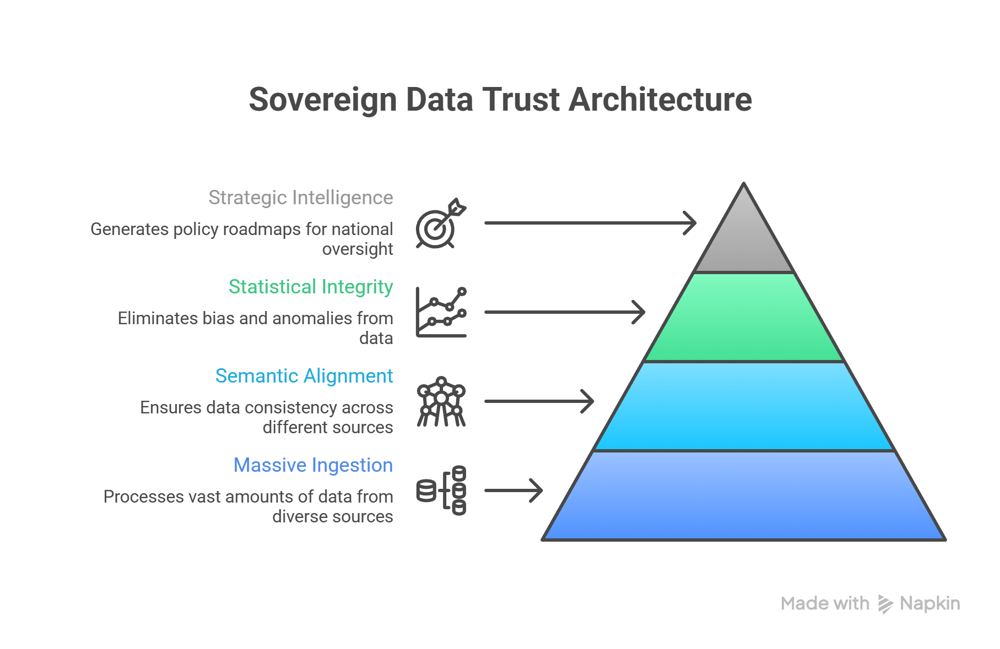 Sovereign Data Trust Architecture
Strategic Intelligence
Generates policy roadmaps for national
oversight
Statistical Integrity
Eliminates bias and anomalies from
data
Semantic Alignment
Ensures data consistency across
different sources
Massive Ingestion
Processes vast amounts of data from
diverse sources
Made with Napkin